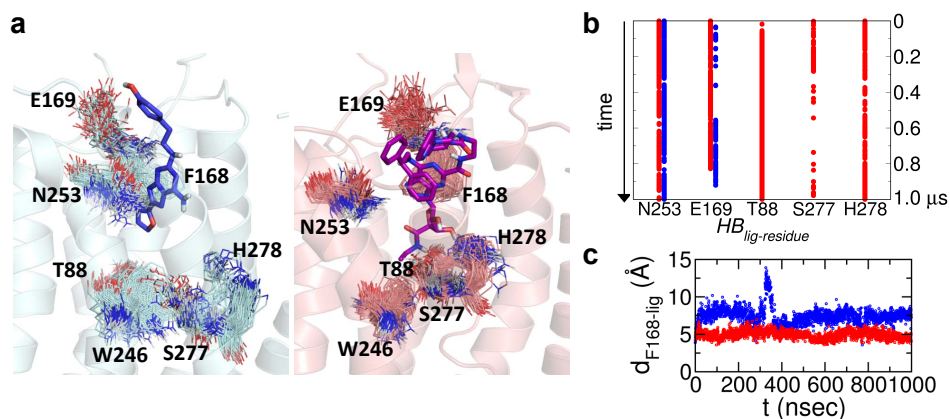 a
E169
N253
F168
H278
T88
W246
S277
E169
N253
F168
H278
T88
S277
W246
b
time
0
0.2
0.4
0.6
0.8
1.0 μs
N253 E169 T88 S277 H278
HBlig-residue
c
dF168-lig (Å)
15
10
5
0
0 200 400 600 800 1000
t (nsec)